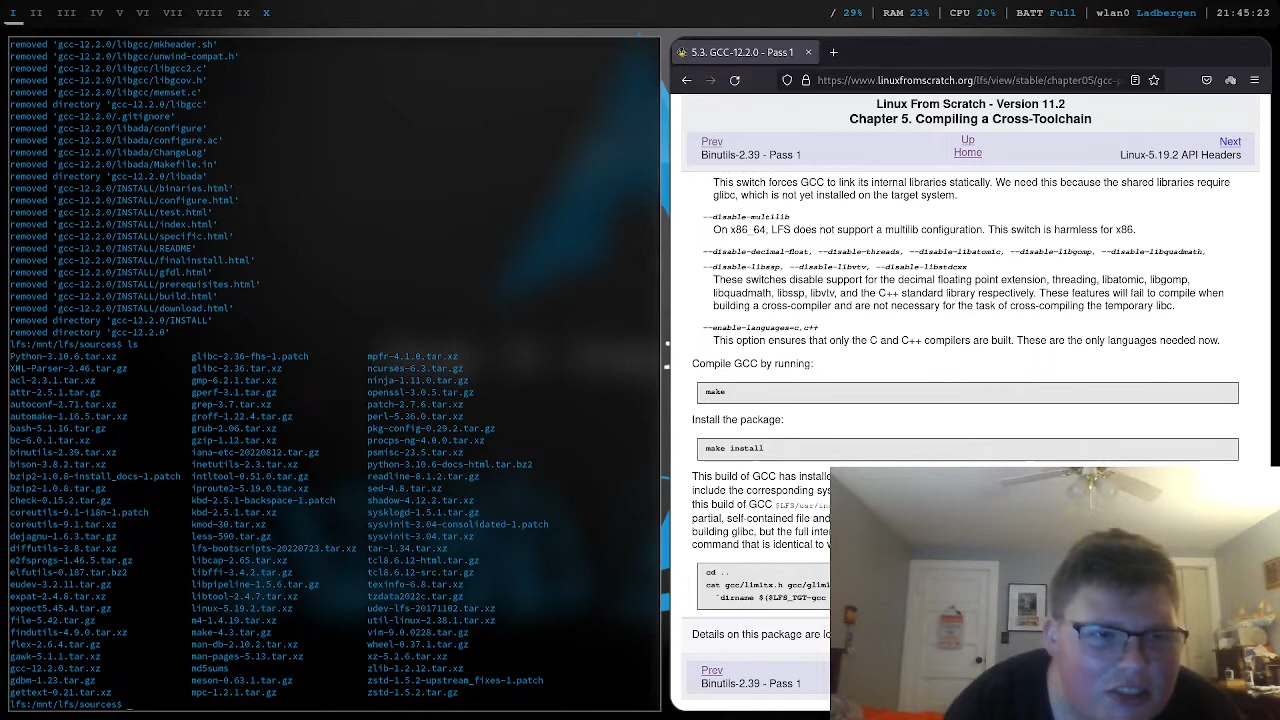 I II III IV V VI VII VIII IX X
/ 29% | RAM 23% | CPU 20% | BATT Full | wlan0 Ladbergen | 21:45:23
removed 'gcc-12.2.0/libgcc/mkheader.sh'
removed 'gcc-12.2.0/libgcc/unwind-compat.h'
removed 'gcc-12.2.0/libgcc/libgcc2.c'
removed 'gcc-12.2.0/libgcc/libgcov.h'
removed 'gcc-12.2.0/libgcc/memset.c'
removed directory 'gcc-12.2.0/libgcc'
removed 'gcc-12.2.0/.gitignore'
removed 'gcc-12.2.0/libada/configure'
removed 'gcc-12.2.0/libada/configure.ac'
removed 'gcc-12.2.0/libada/ChangeLog'
removed 'gcc-12.2.0/libada/Makefile.in'
removed directory 'gcc-12.2.0/libada'
removed 'gcc-12.2.0/INSTALL/binaries.html'
removed 'gcc-12.2.0/INSTALL/configure.html'
removed 'gcc-12.2.0/INSTALL/test.html'
removed 'gcc-12.2.0/INSTALL/index.html'
removed 'gcc-12.2.0/INSTALL/specific.html'
removed 'gcc-12.2.0/INSTALL/README'
removed 'gcc-12.2.0/INSTALL/finalinstall.html'
removed 'gcc-12.2.0/INSTALL/gfdl.html'
removed 'gcc-12.2.0/INSTALL/prerequisites.html'
removed 'gcc-12.2.0/INSTALL/build.html'
removed 'gcc-12.2.0/INSTALL/download.html'
removed directory 'gcc-12.2.0/INSTALL'
removed directory 'gcc-12.2.0'
lfs:/mnt/lfs/sources$ ls
Python-3.10.6.tar.xz glibc-2.36-fhs-1.patch mpfr-4.1.0.tar.xz
XML-Parser-2.46.tar.gz glibc-2.36.tar.xz ncurses-6.3.tar.gz
acl-2.3.1.tar.xz gmp-6.2.1.tar.xz ninja-1.11.0.tar.gz
attr-2.5.1.tar.gz gperf-3.1.tar.gz openssl-3.0.5.tar.gz
autoconf-2.71.tar.xz grep-3.7.tar.xz patch-2.7.6.tar.xz
automake-1.16.5.tar.xz groff-1.22.4.tar.gz perl-5.36.0.tar.xz
bash-5.1.16.tar.gz grub-2.06.tar.xz pkg-config-0.29.2.tar.gz
bc-6.0.1.tar.xz gzip-1.12.tar.xz procps-ng-4.0.0.tar.xz
binutils-2.39.tar.xz iana-etc-20220812.tar.gz psmisc-23.5.tar.xz
bison-3.8.2.tar.xz inetutils-2.3.tar.xz python-3.10.6-docs-html.tar.bz2
bzip2-1.0.8-install_docs-1.patch intltool-0.51.0.tar.gz readline-8.1.2.tar.gz
bzip2-1.0.8.tar.gz iproute2-5.19.0.tar.xz sed-4.8.tar.xz
check-0.15.2.tar.gz kbd-2.5.1-backspace-1.patch shadow-4.12.2.tar.xz
coreutils-9.1-i18n-1.patch kbd-2.5.1.tar.xz sysklogd-1.5.1.tar.gz
coreutils-9.1.tar.xz kmod-30.tar.xz sysvinit-3.04-consolidated-1.patch
dejagnu-1.6.3.tar.gz less-590.tar.gz sysvinit-3.04.tar.xz
diffutils-3.8.tar.xz lfs-bootscripts-20220723.tar.xz tar-1.34.tar.xz
e2fsprogs-1.46.5.tar.gz libcap-2.65.tar.xz tcl8.6.12-html.tar.gz
elfutils-0.187.tar.bz2 libffi-3.4.2.tar.gz tcl8.6.12-src.tar.gz
eudev-3.2.11.tar.gz libpipeline-1.5.6.tar.gz texinfo-6.8.tar.xz
expat-2.4.8.tar.xz libtool-2.4.7.tar.xz tzdata2022c.tar.gz
expect5.45.4.tar.gz linux-5.19.2.tar.xz udev-lfs-20171102.tar.xz
file-5.42.tar.gz m4-1.4.19.tar.xz util-linux-2.38.1.tar.xz
findutils-4.9.0.tar.xz make-4.3.tar.gz vim-9.0.0228.tar.gz
flex-2.6.4.tar.gz man-db-2.10.2.tar.xz wheel-0.37.1.tar.gz
gawk-5.1.1.tar.xz man-pages-5.13.tar.xz xz-5.2.6.tar.xz
gcc-12.2.0.tar.xz md5sums zlib-1.2.12.tar.xz
gdbm-1.23.tar.gz meson-0.63.1.tar.gz zstd-1.5.2-upstream_fixes-1.patch
gettext-0.21.tar.xz mpc-1.2.1.tar.gz zstd-1.5.2.tar.gz
lfs:/mnt/lfs/sources$ _
5.3. GCC-12.2.0 - Pass 1
https://www.linuxfromscratch.org/lfs/view/stable/chapter05/gcc-p
Linux From Scratch - Version 11.2
Chapter 5. Compiling a Cross-Toolchain
Prev Up Next
Binutils-2.39 - Pass 1 Home Linux-5.19.2 API Headers
This switch forces GCC to link its internal libraries statically. We need this because the shared libraries require
glibc, which is not yet installed on the target system.
--disable-multilib
On x86_64, LFS does not support a multilib configuration. This switch is harmless for x86.
--disable-decimal-float, --disable-threads, --disable-libatomic, --disable-libgomp, --disable-libquadmath,
--disable-libssp, --disable-libvtv, --disable-libstdcxx
These switches disable support for the decimal floating point extension, threading, libatomic, libgomp,
libquadmath, libssp, libvtv, and the C++ standard library respectively. These features will fail to compile when
building a cross-compiler and are not necessary for the task of cross-compiling the temporary libc.
--enable-languages=c,c++
This option ensures that only the C and C++ compilers are built. These are the only languages needed now.
Compile GCC by running:
make
Install the package:
make install
This build of GCC has install
include the corresponding sy
this build of GCC $LFS/usr/in
partial, self-contained file and
building glibc, but the full inte
command that is identical to w
cd ..
cat gcc/limitx.h gcc/glimi
`dirname $($LFS_TGT-gcc
Details on this package are l
Prev
Binutils-2.39 - Pass 1